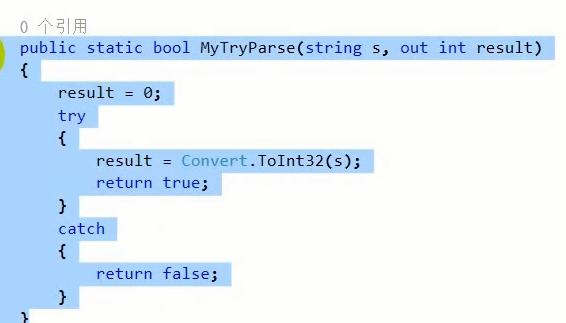 0 个引用
public static bool MyTryParse(string s, out int result)
{
    result = 0;
    try
    {
        result = Convert.ToInt32(s);
        return true;
    }
    catch
    {
        return false;
    }
}